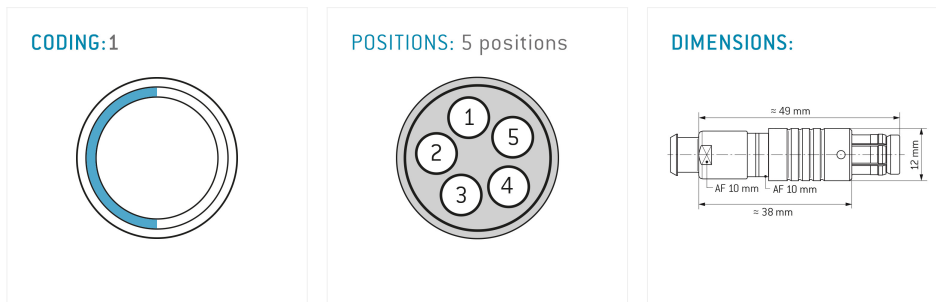 CODING: 1
POSITIONS: 5 positions
1
5
2
4
3
DIMENSIONS:
≈ 49 mm
12 mm
AF 10 mm
AF 10 mm
≈ 38 mm